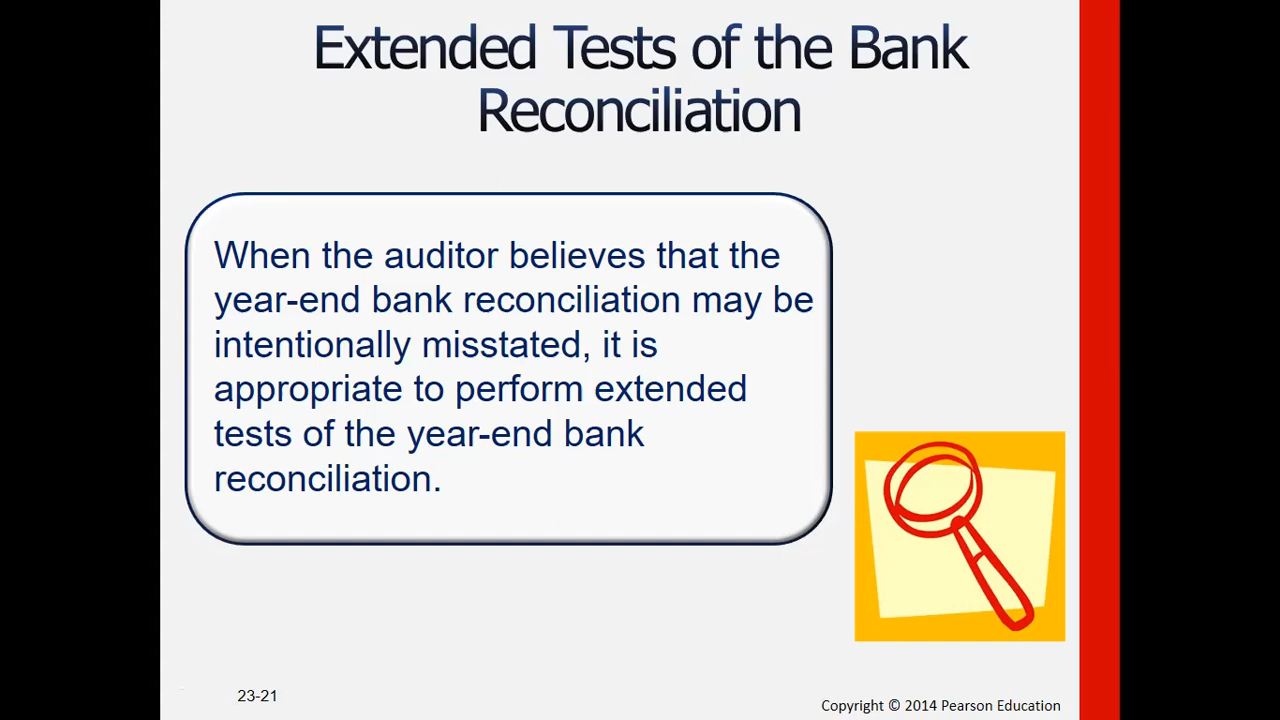 Extended Tests of the Bank
Reconciliation
When the auditor believes that the
year-end bank reconciliation may be
intentionally misstated, it is
appropriate to perform extended
tests of the year-end bank
reconciliation.
23-21
Copyright © 2014 Pearson Education